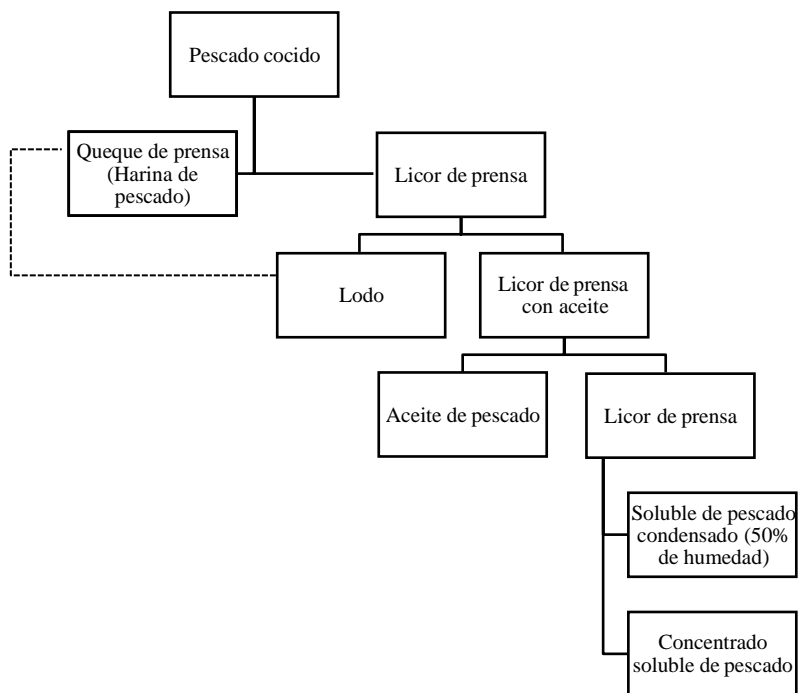 Pescado cocido
Queque de prensa
(Harina de
pescado)
Licor de prensa
Lodo
Licor de prensa
con aceite
Aceite de pescado
Licor de prensa
Soluble de pescado
condensado (50%
de humedad)
Concentrado
soluble de pescado